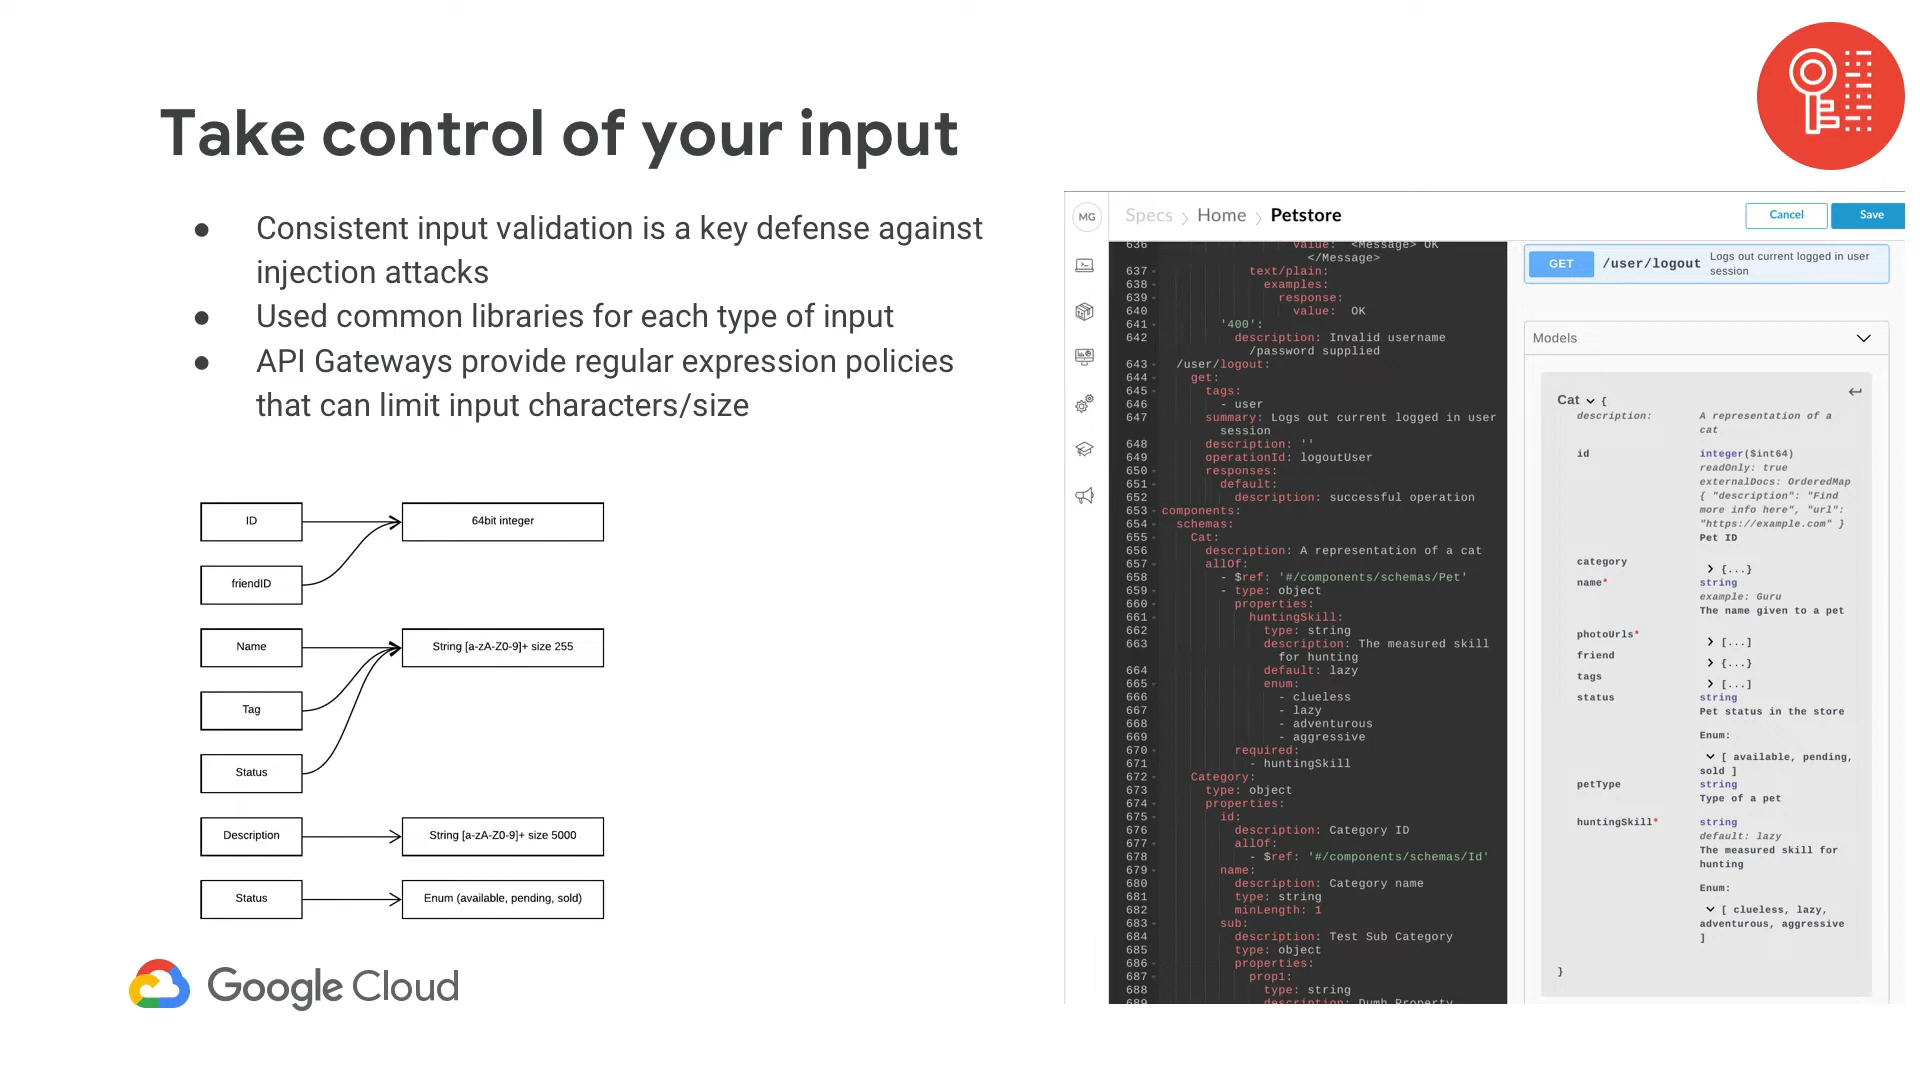 Take control of your input
● Consistent input validation is a key defense against
injection attacks
● Used common libraries for each type of input
● API Gateways provide regular expression policies
that can limit input characters/size
ID
64bit integer
friendID
Name
String [a-zA-Z0-9]+ size 255
Tag
Status
Description
String [a-zA-Z0-9]+ size 5000
Status
Enum (available, pending, sold)
Google Cloud
MG
Specs > Home > Petstore
Cancel
Save
636 value: <Message> OK
</Message>
637 text/plain:
638 examples:
639 response:
640 value: OK
641 '400':
642 description: Invalid username
/password supplied
643 /user/logout:
644 get:
645 tags:
646 - user
647 summary: Logs out current logged in user
session
648 description: ''
649 operationId: logoutUser
650 responses:
651 default:
652 description: successful operation
653 components:
654 schemas:
655 Cat:
656 description: A representation of a cat
657 allOf:
658 - $ref: '#/components/schemas/Pet'
659 - type: object
660 properties:
661 huntingSkill:
662 type: string
663 description: The measured skill
for hunting
664 default: lazy
665 enum:
666 - clueless
667 - lazy
668 - adventurous
669 - aggressive
670 required:
671 - huntingSkill
672 Category:
673 type: object
674 properties:
675 id:
676 description: Category ID
677 allOf:
678 - $ref: '#/components/schemas/Id'
679 name:
680 description: Category name
681 type: string
682 minLength: 1
683 sub:
684 description: Test Sub Category
685 type: object
686 properties:
687 prop1:
688 type: string
689 description: Dumb Property
GET /user/logout Logs out current logged in user
session
Models
Cat {
description: A representation of a
cat
id integer($int64)
readOnly: true
externalDocs: OrderedMap
{ "description": "Find
more info here", "url":
"https://example.com" }
Pet ID
category > {...}
name* string
example: Guru
The name given to a pet
photoUrls* > [...]
friend > {...}
tags > [...]
status string
Pet status in the store
Enum:
[ available, pending,
sold ]
petType string
Type of a pet
huntingSkill* string
default: lazy
The measured skill for
hunting
Enum:
[ clueless, lazy,
adventurous, aggressive
]
}